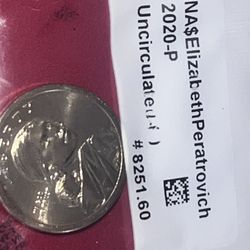 NA$ElizabethPeratrovich
2020-P
Uncirculated ( )
#8251.60